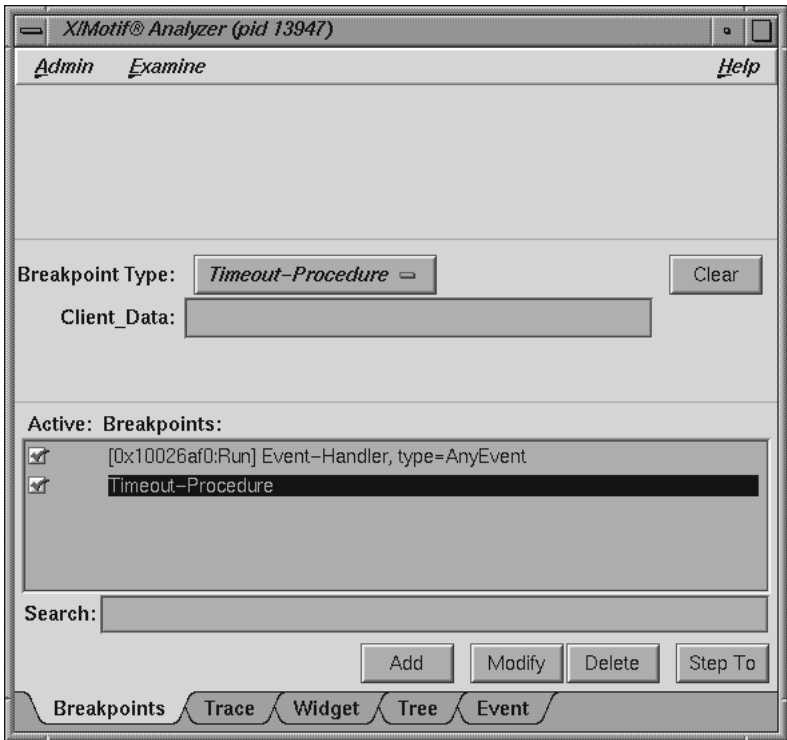 X/Motif® Analyzer (pid 13947)
Admin Examine Help
Breakpoint Type: Timeout-Procedure Clear
Client_Data:
Active: Breakpoints:
[0x10026af0:Run] Event-Handler, type=AnyEvent
Timeout-Procedure
Search:
Add Modify Delete Step To
Breakpoints Trace Widget Tree Event